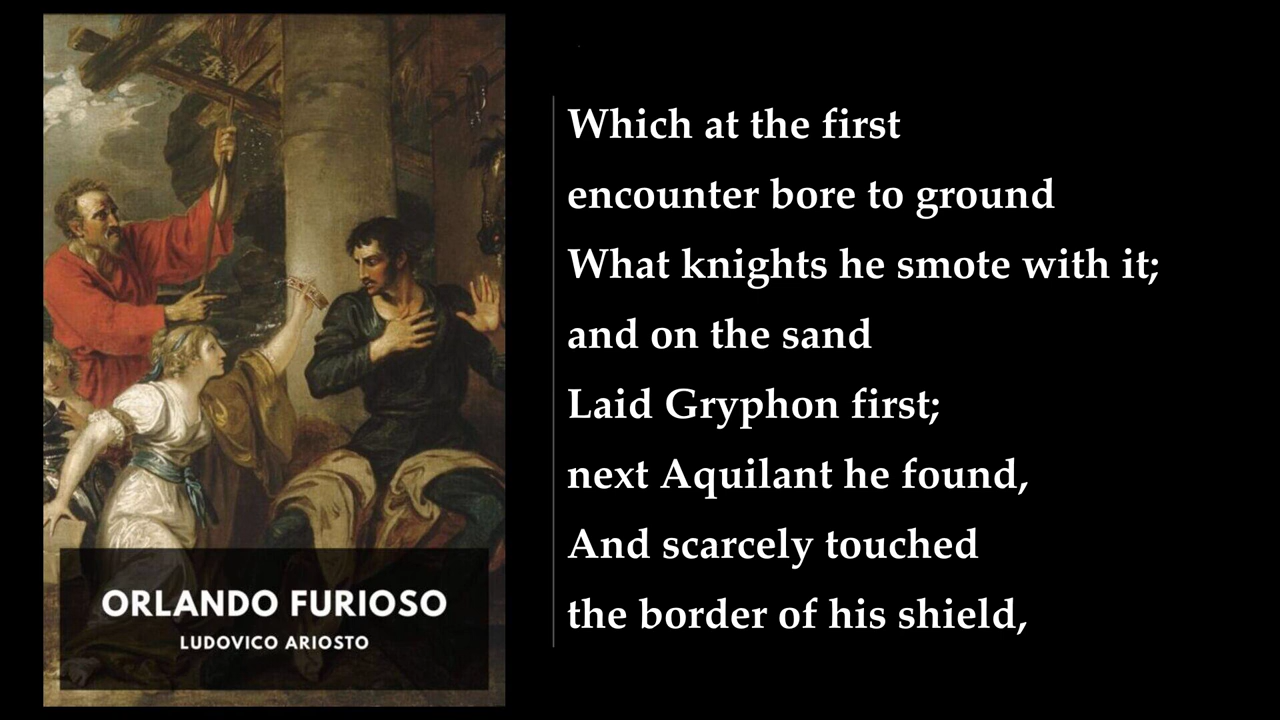 ORLANDO FURIOSO
LUDOVICO ARIOSTO
Which at the first
encounter bore to ground
What knights he smote with it;
and on the sand
Laid Gryphon first;
next Aquilant he found,
And scarcely touched
the border of his shield,